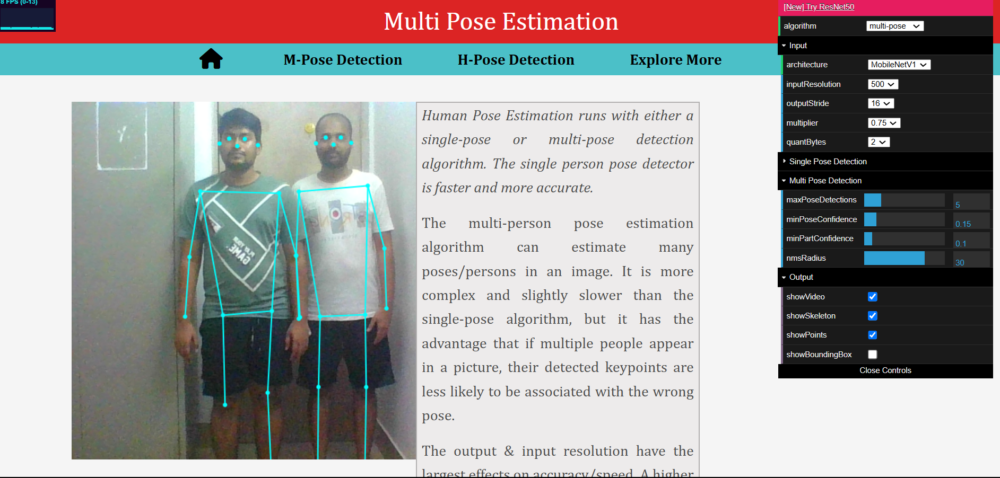 8 FPS (0-13)
Multi Pose Estimation
M-Pose Detection
H-Pose Detection
Explore More
PLAY YOUR
GAME.
Human Pose Estimation runs with either a
single-pose or multi-pose detection
algorithm. The single person pose detector
is faster and more accurate.
The multi-person pose estimation
algorithm can estimate many
poses/persons in an image. It is more
complex and slightly slower than the
single-pose algorithm, but it has the
advantage that if multiple people appear
in a picture, their detected keypoints are
less likely to be associated with the wrong
pose.
The output & input resolution have the
largest effects on accuracy/speed. A higher
[New] Try ResNet50
algorithm multi-pose
Input
architecture MobileNetV1
inputResolution 500
outputStride 16
multiplier 0.75
quantBytes 2
Single Pose Detection
Multi Pose Detection
maxPoseDetections 5
minPoseConfidence 0.15
minPartConfidence 0.1
nmsRadius 30
Output
showVideo
showSkeleton
showPoints
showBoundingBox
Close Controls